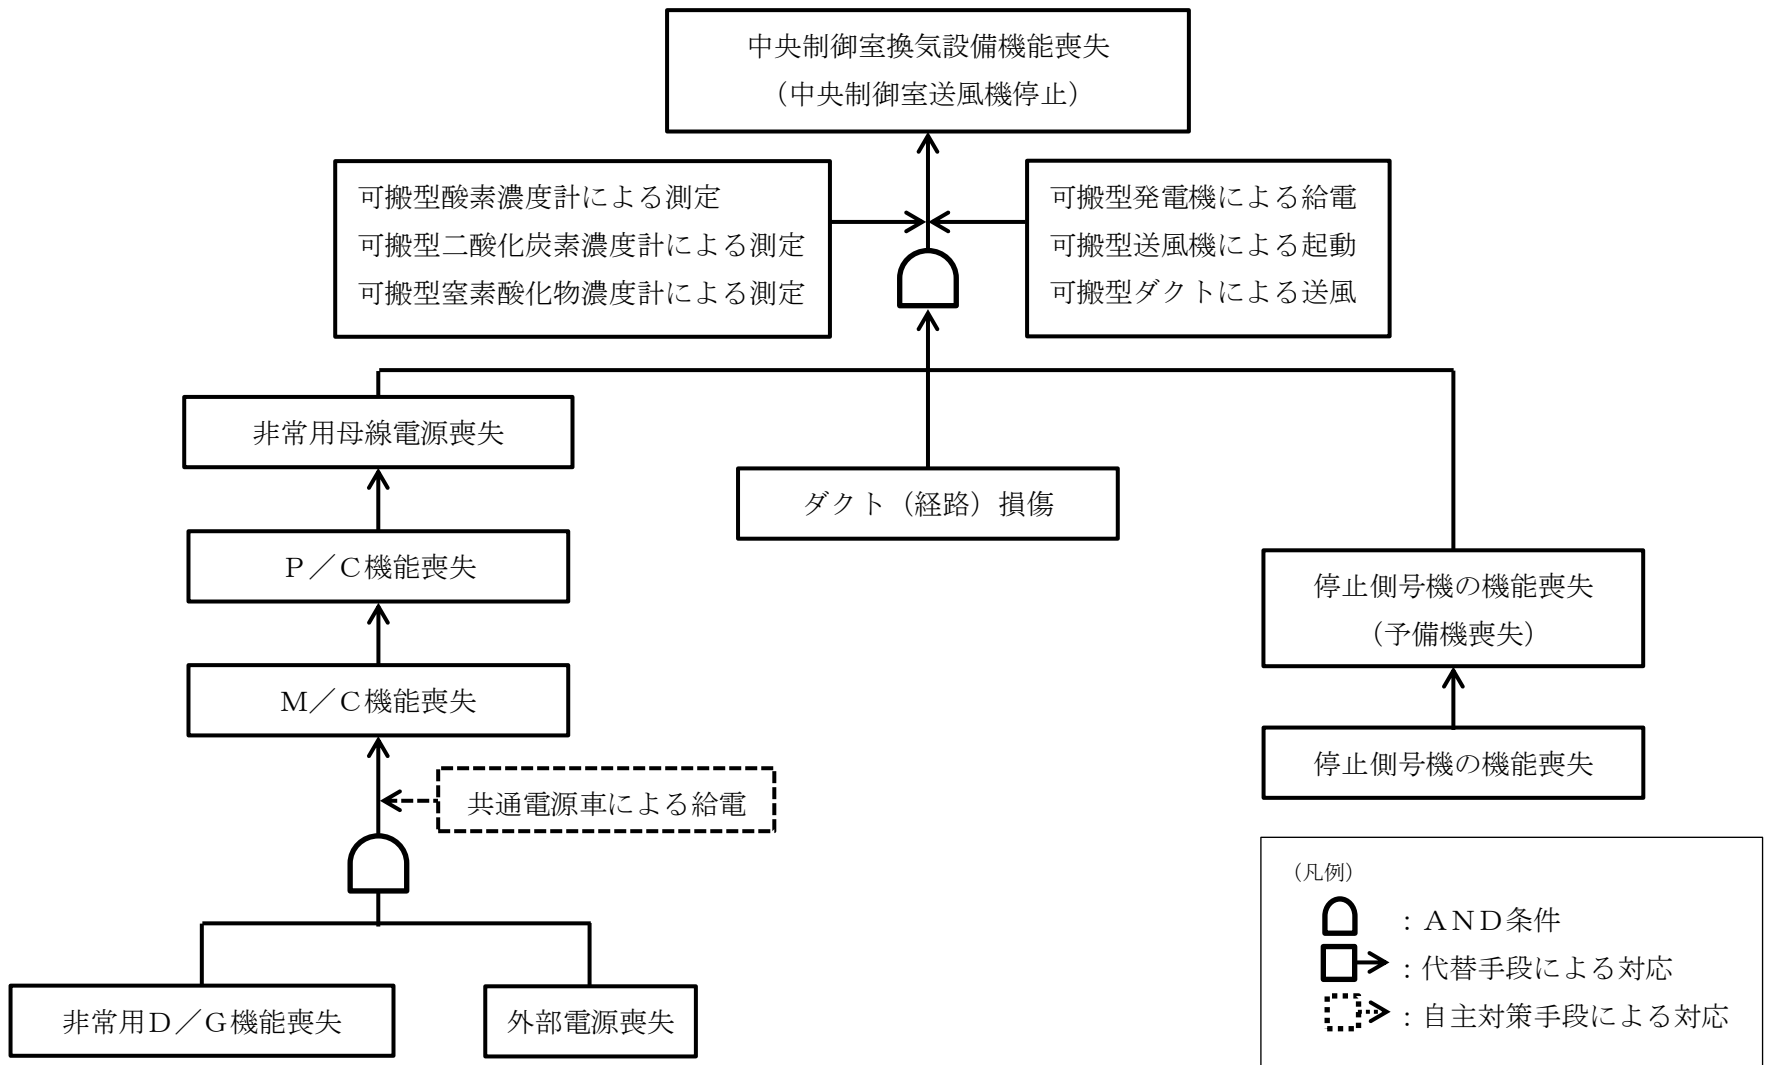 中央制御室換気設備機能喪失
（中央制御室送風機停止）
可搬型酸素濃度計による測定
可搬型二酸化炭素濃度計による測定
可搬型窒素酸化物濃度計による測定
可搬型発電機による給電
可搬型送風機による起動
可搬型ダクトによる送風
非常用母線電源喪失
ダクト（経路）損傷
Ｐ／Ｃ機能喪失
停止側号機の機能喪失
（予備機喪失）
Ｍ／Ｃ機能喪失
停止側号機の機能喪失
共通電源車による給電
非常用Ｄ／Ｇ機能喪失
外部電源喪失
（凡例）
：ＡＮＤ条件
：代替手段による対応
：自主対策手段による対応